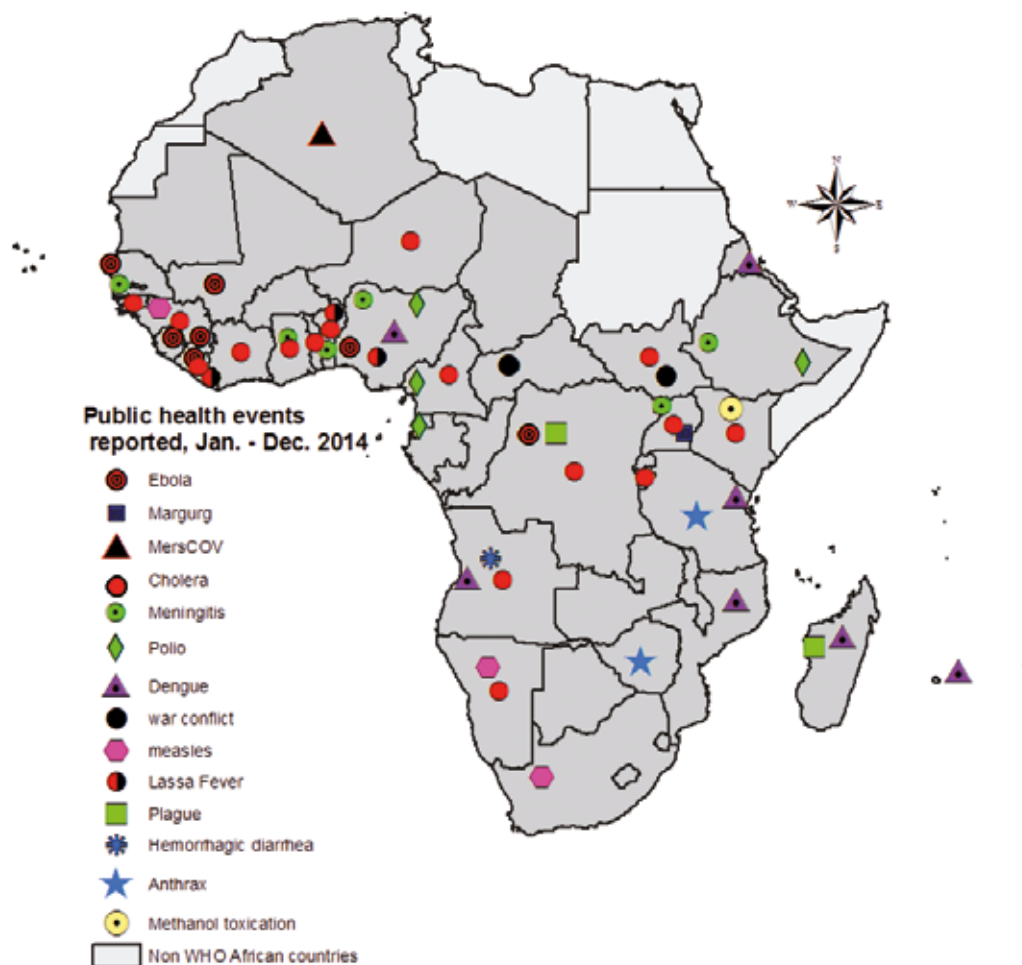 N
W
E
S
Public health events
reported, Jan. - Dec. 2014
Ebola
Margurg
MersCOV
Cholera
Meningitis
Polio
Dengue
war conflict
measles
Lassa Fever
Plague
Hemorrhagic diarrhea
Anthrax
Methanol toxication
Non WHO African countries